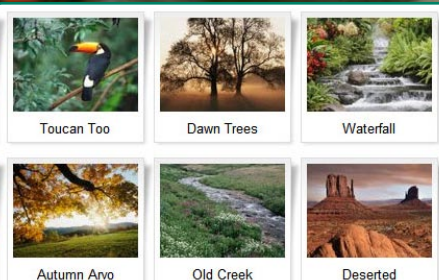 Toucan Too
Dawn Trees
Waterfall
Autumn Arvo
Old Creek
Deserted